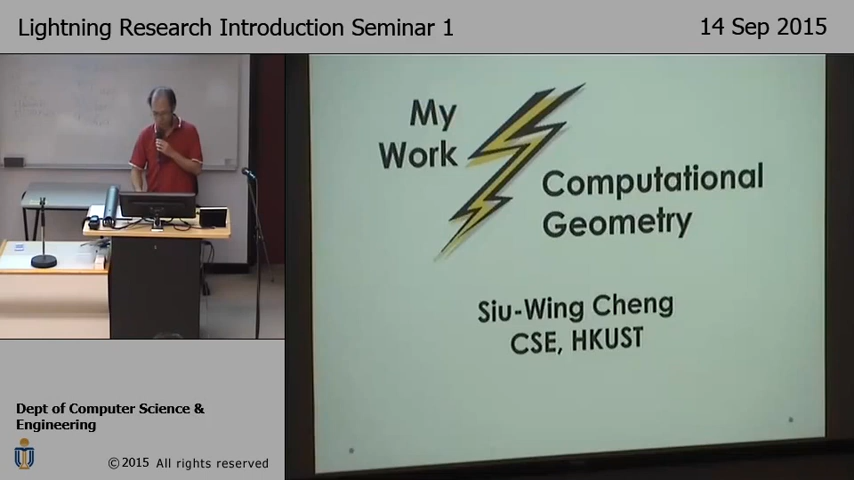 Lightning Research Introduction Seminar 1
14 Sep 2015
My
Work
Computational
Geometry
Siu-Wing Cheng
CSE, HKUST
Dept of Computer Science &
Engineering
©2015 All rights reserved